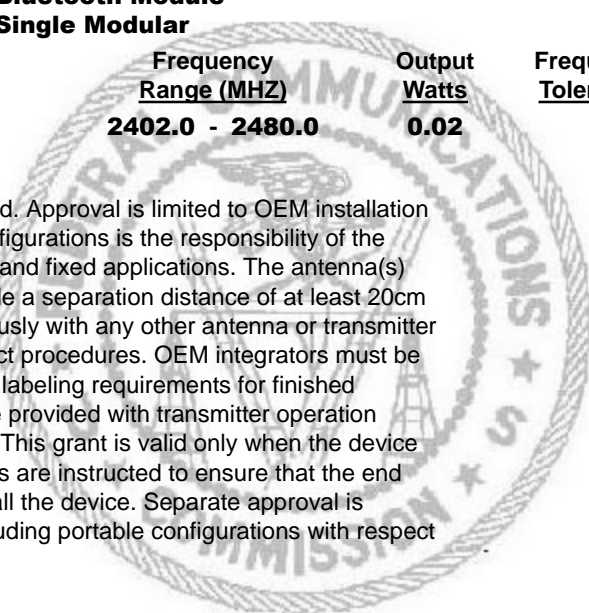 Single Modular
Frequency Output
Range (MHZ) Watts
2402.0 - 2480.0 0.02
d. Approval is limited to OEM installation
figurations is the responsibility of the
and fixed applications. The antenna(s)
de a separation distance of at least 20cm
usly with any other antenna or transmitter
ct procedures. OEM integrators must be
labeling requirements for finished
e provided with transmitter operation
This grant is valid only when the device
s are instructed to ensure that the end
all the device. Separate approval is
uding portable configurations with respect
FEDERAL COMMUNICATIONS
COMMISSION